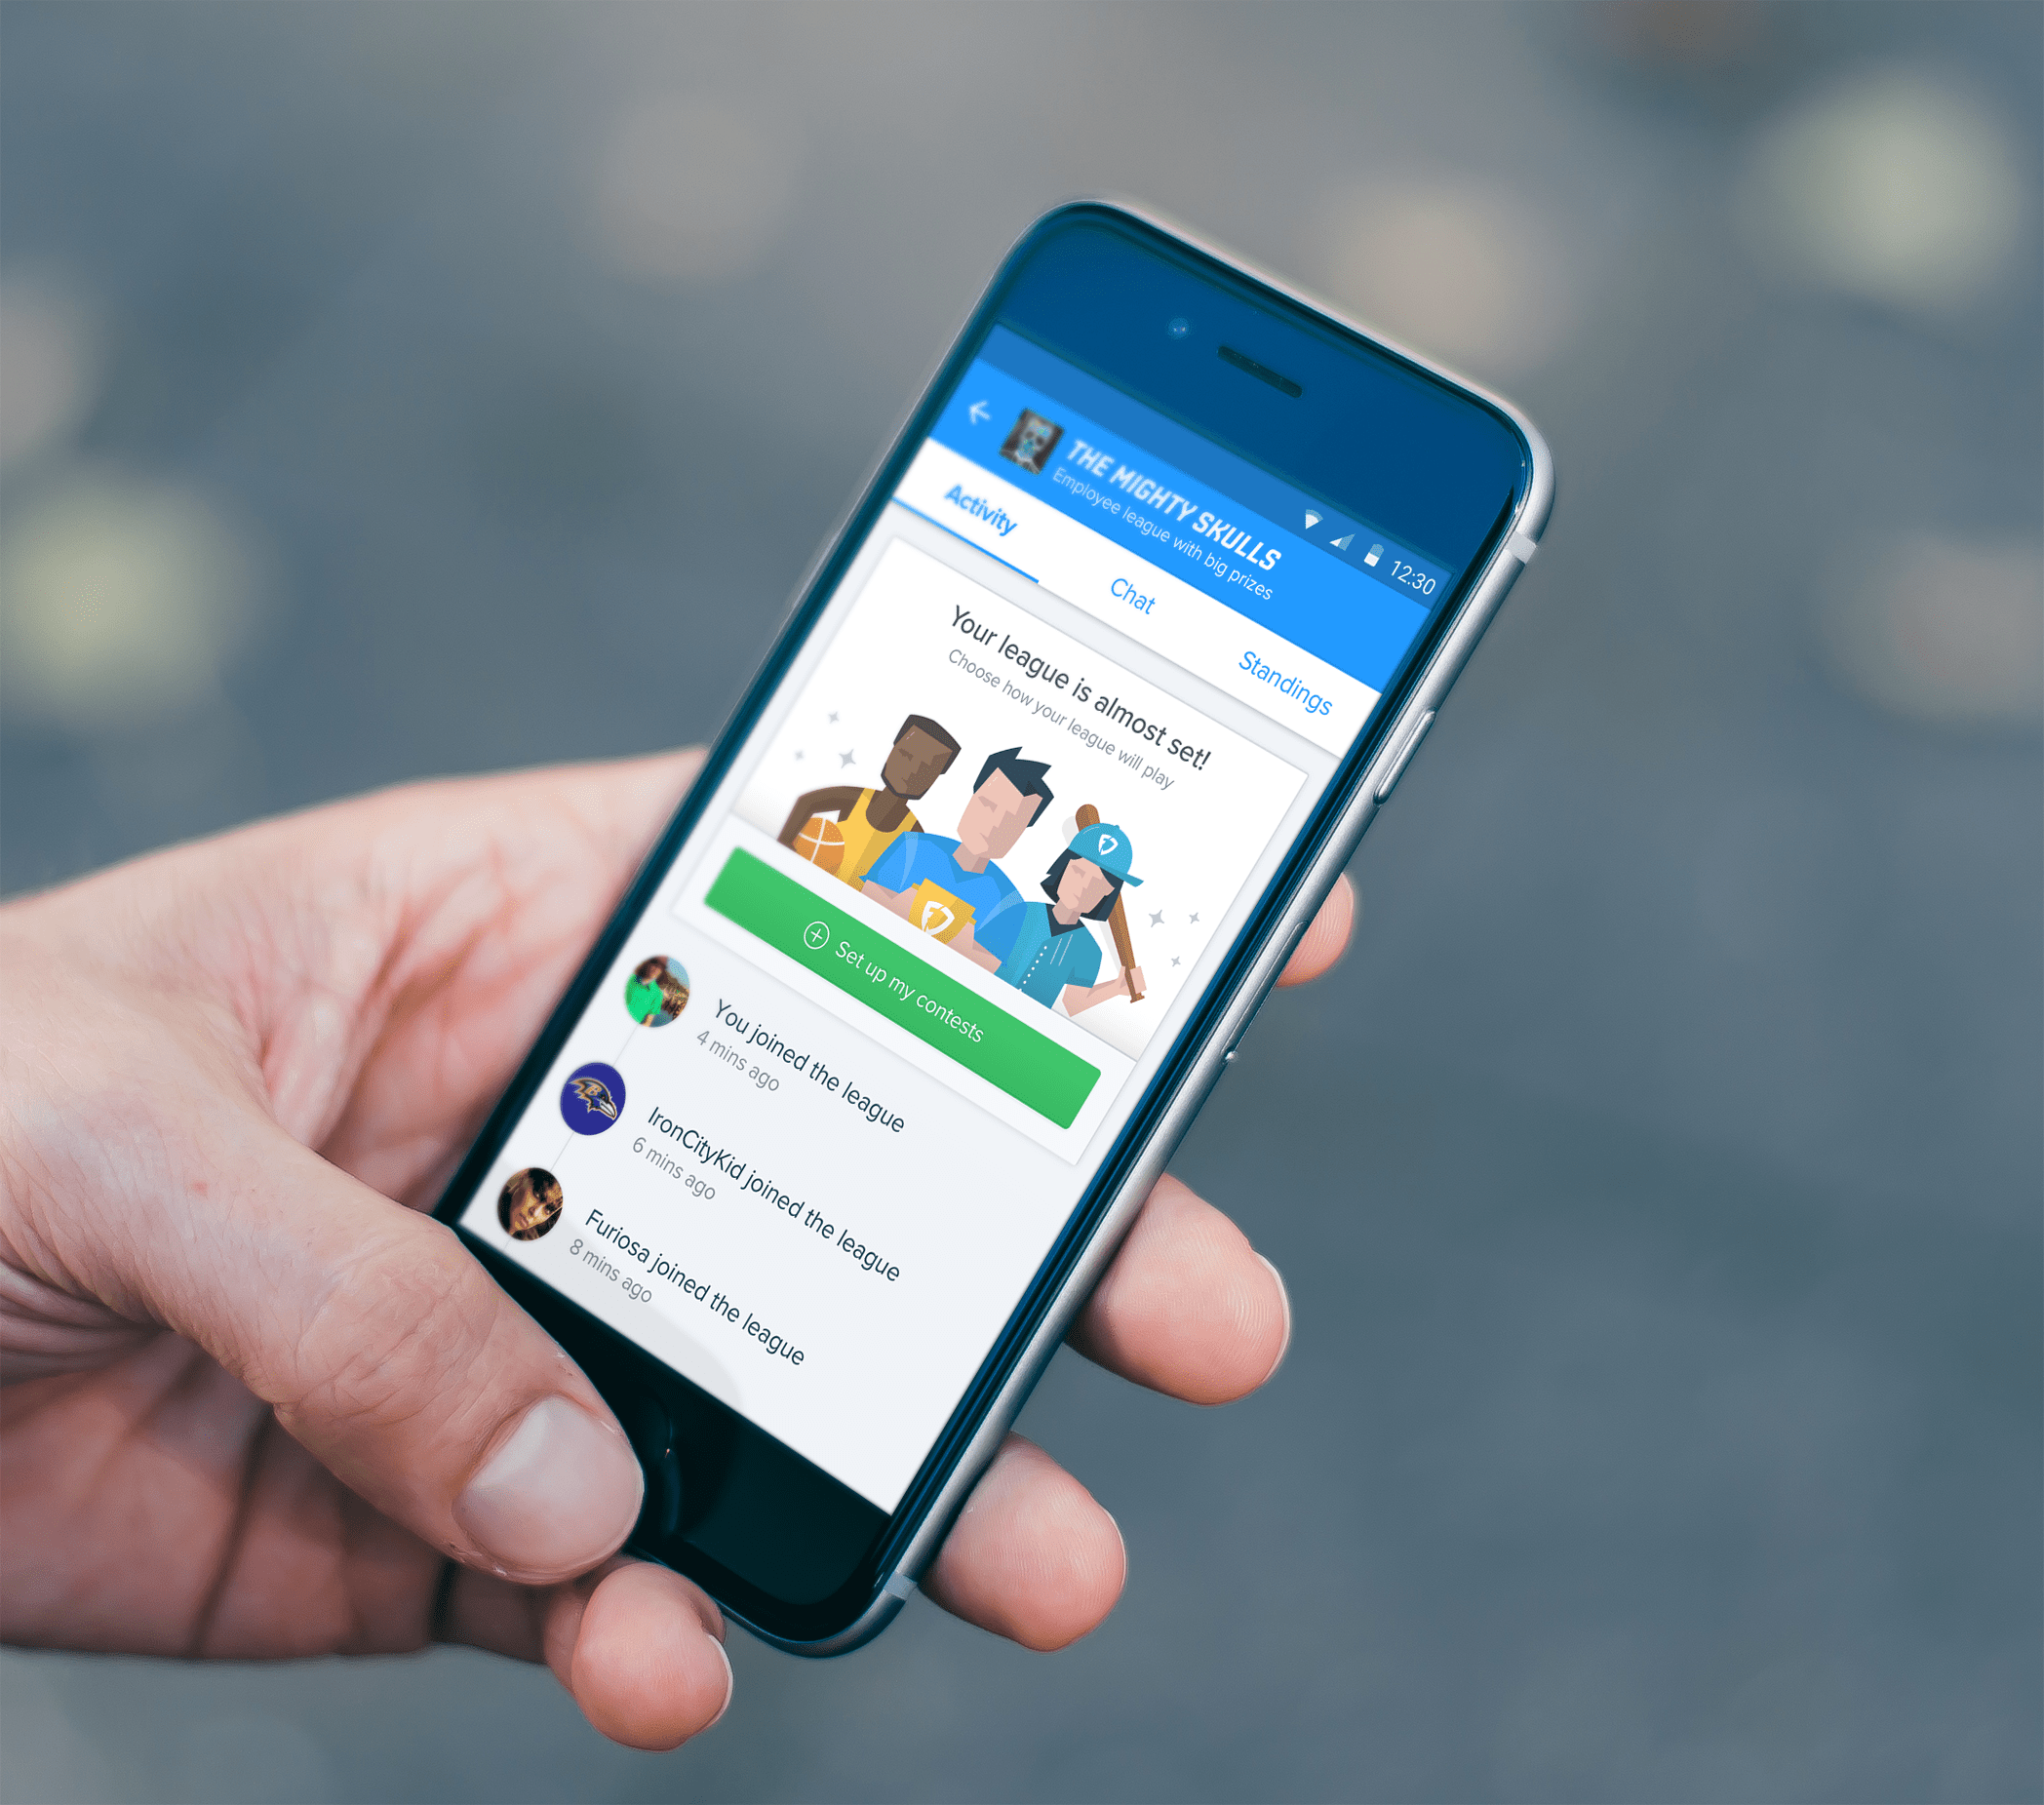 12:30
THE MIGHTY SKULLS
Employee league with big prizes
Activity
Chat
Standings
Your league is almost set!
Choose how your league will play
Set up my contests
You joined the league
4 mins ago
IronCityKid joined the league
6 mins ago
Furiosa joined the league
8 mins ago